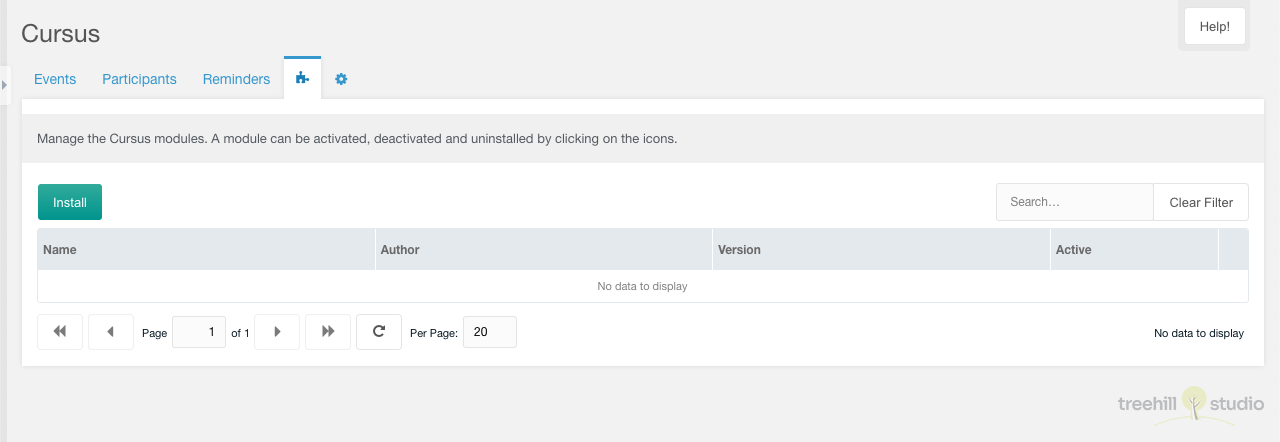 Cursus
Help!
Events Participants Reminders
Manage the Cursus modules. A module can be activated, deactivated and uninstalled by clicking on the icons.
Install
Search...
Clear Filter
Name Author Version Active
No data to display
Page 1 of 1 Per Page: 20 No data to display
treehill studio